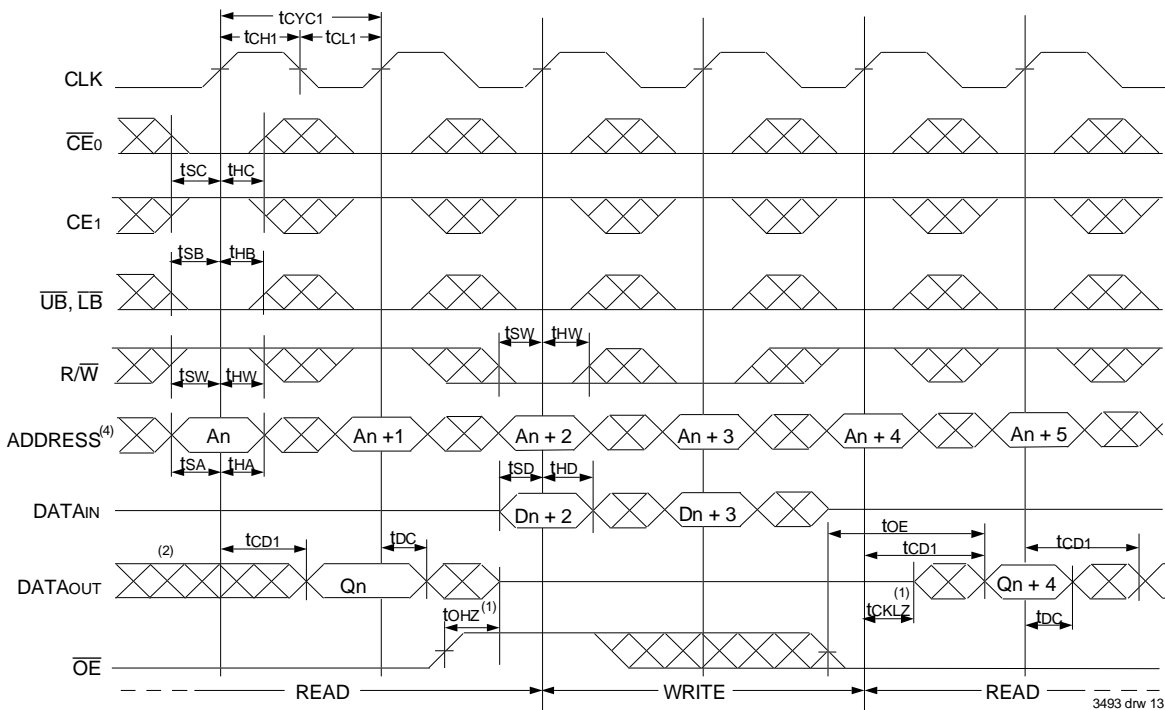 tCYC1
tCH1 tCL1
CLK
CE0
tSC tHC
CE1
tSB tHB
UB, LB
tSW tHW
R/W
tSW tHW
ADDRESS(4) An An +1 An + 2 An + 3 An + 4 An + 5
tSA tHA
tSD tHD
DATAIN Dn + 2 Dn + 3
tOE
(2) tCD1 tDC tCD1 tCD1
DATAOUT Qn Qn + 4
tOHZ(1) tCKLZ(1) tDC
OE
READ WRITE READ
3493 drw 13